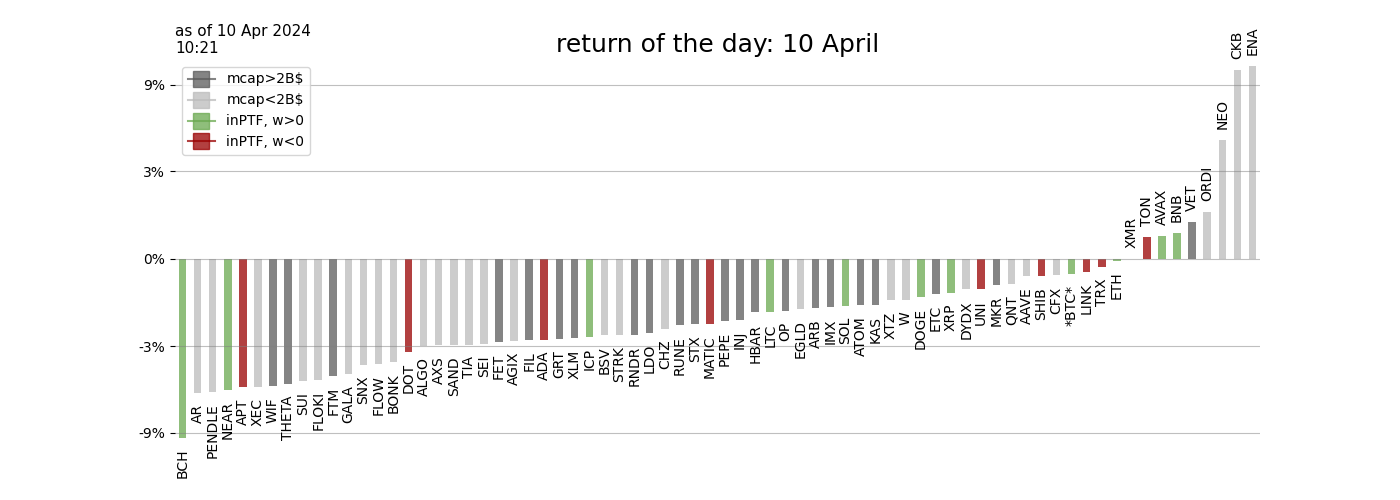 as of 10 Apr 2024
10:21
return of the day: 10 April
mcap>2B$
mcap<2B$
inPTF, w>0
inPTF, w<0
9%
3%
0%
-3%
-9%
BCH
AR
PENDLE
NEAR
APT
XEC
WIF
THETA
SUI
FLOKI
FTM
GALA
SNX
FLOW
BONK
DOT
ALGO
AXS
SAND
TIA
SEI
FET
AGIX
FIL
ADA
GRT
XLM
ICP
BSV
STRK
RNDR
LDO
CHZ
RUNE
STX
MATIC
PEPE
INJ
HBAR
LTC
OP
EGLD
ARB
IMX
SOL
ATOM
KAS
XTZ
W
DOGE
ETC
XRP
DYDX
UNI
MKR
QNT
AAVE
SHIB
CFX
*BTC*
LINK
TRX
ETH
XMR
TON
AVAX
BNB
VET
ORDI
NEO
CKB
ENA